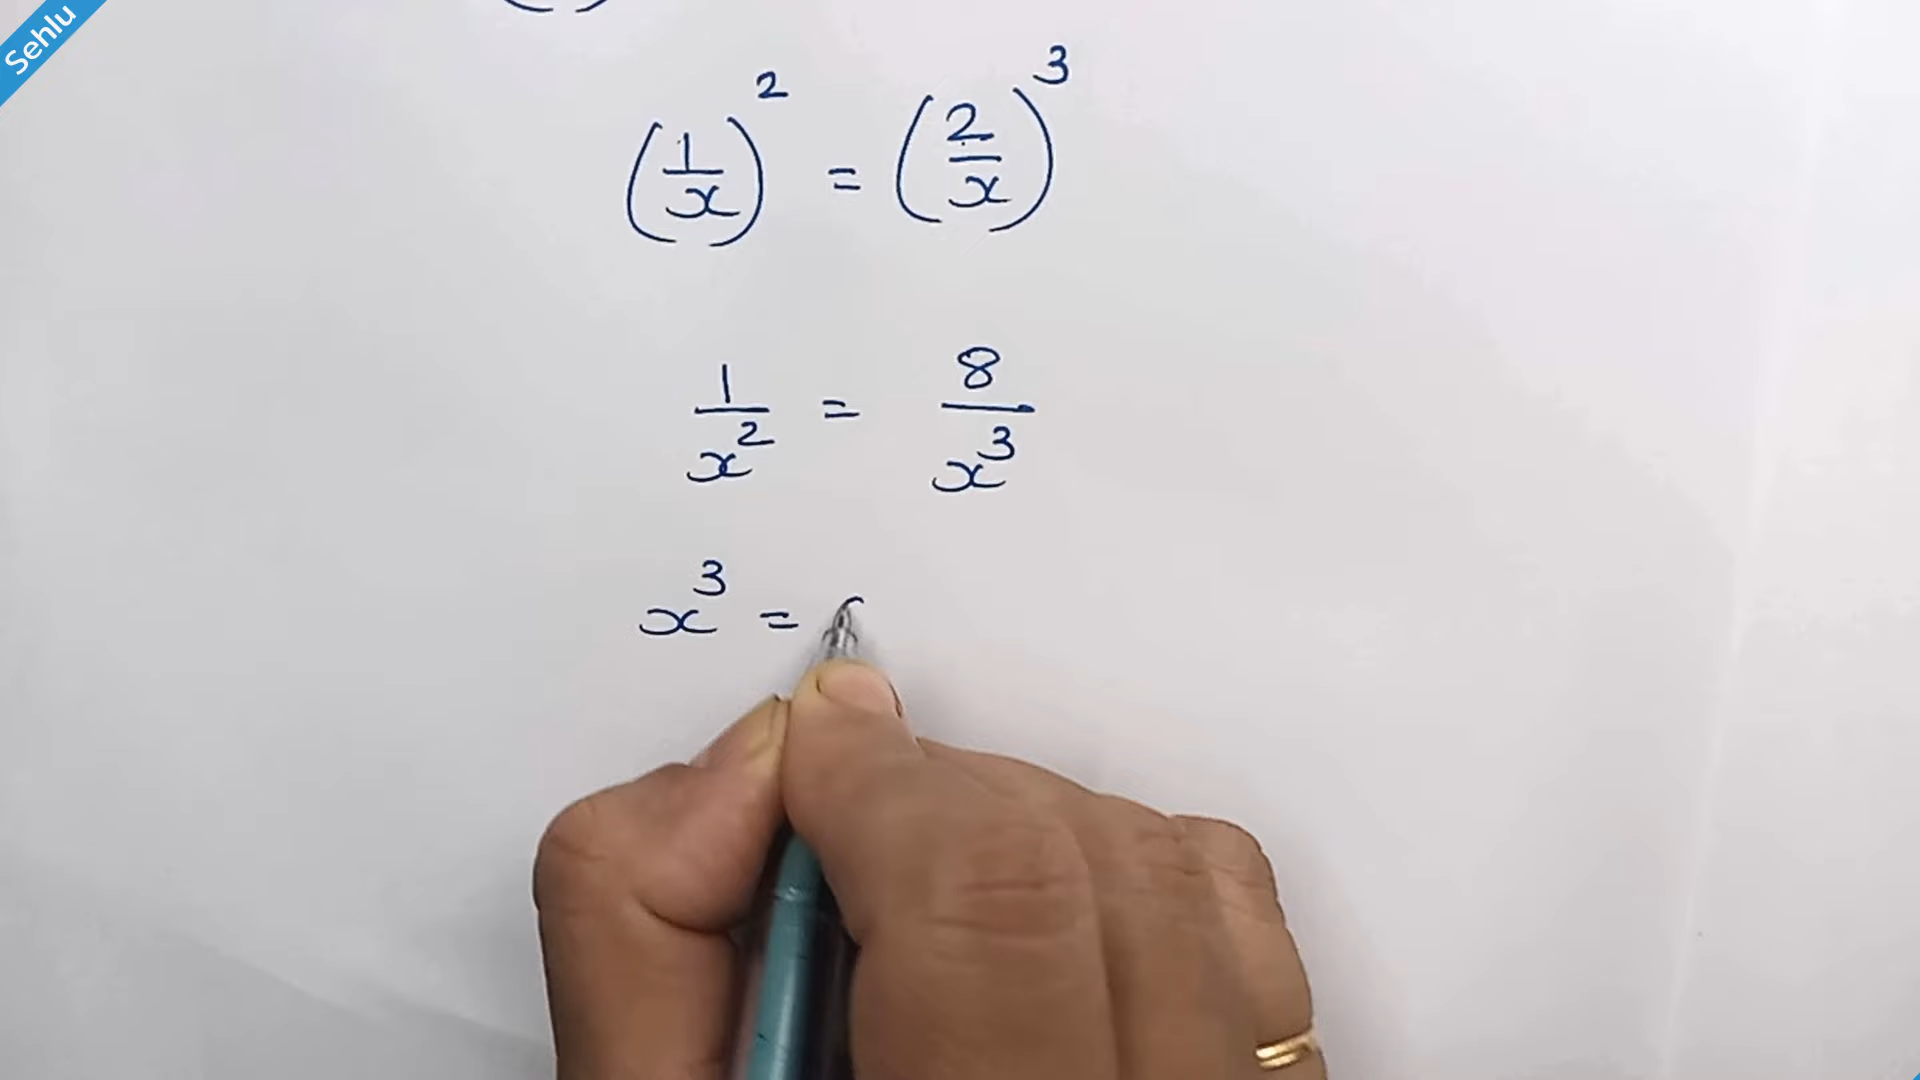 Sehlu
(1/x)^2 = (2/x)^3
1/x^2 = 8/x^3
x^3 =